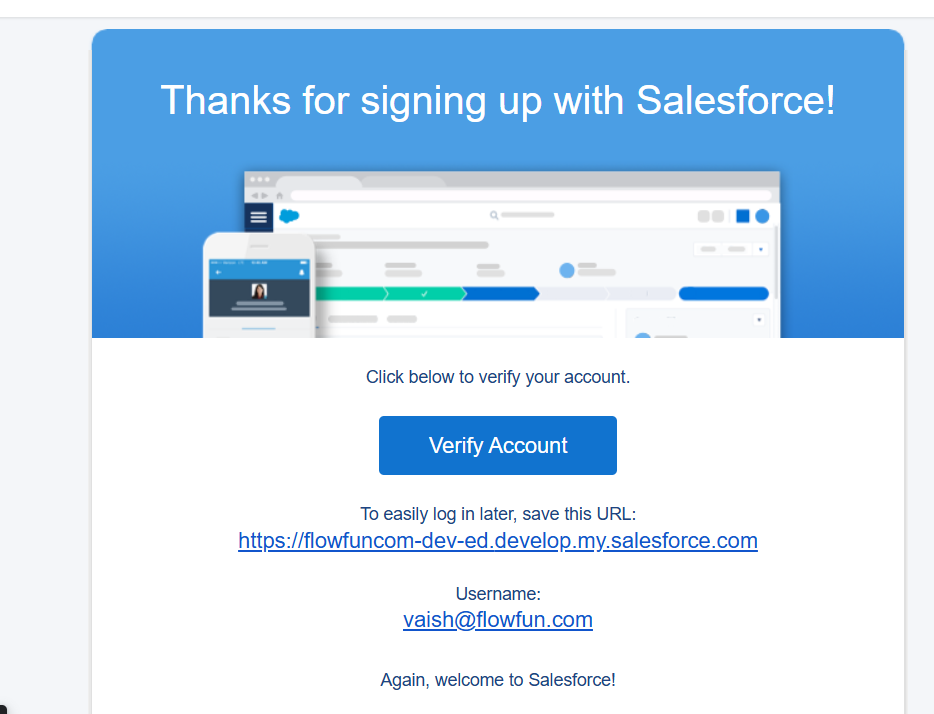 Thanks for signing up with Salesforce!
Click below to verify your account.
Verify Account
To easily log in later, save this URL:
https://flowfuncom-dev-ed.develop.my.salesforce.com
Username:
vaish@flowfun.com
Again, welcome to Salesforce!